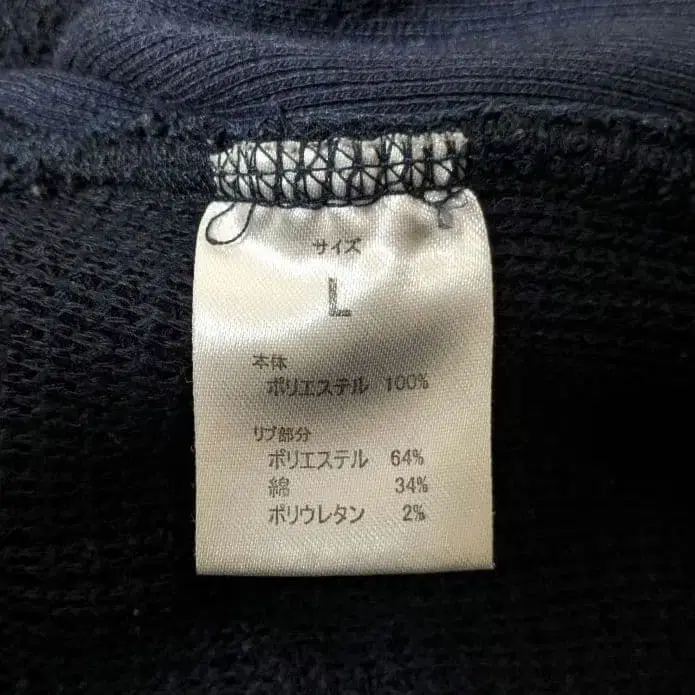 サイズ
L
本体
ポリエステル 100%
リブ部分
ポリエステル 64%
綿 34%
ポリウレタン 2%